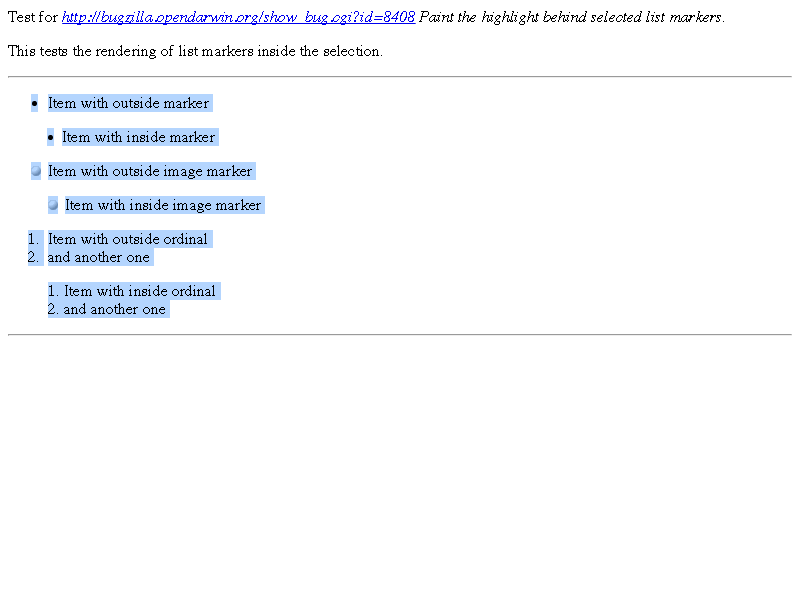 Test for http://bugzilla.opendarwin.org/show_bug.cgi?id=8408 Paint the highlight behind selected list markers.
This tests the rendering of list markers inside the selection.
• Item with outside marker
• Item with inside marker
Item with outside image marker
Item with inside image marker
1. Item with outside ordinal
2. and another one
1. Item with inside ordinal
2. and another one